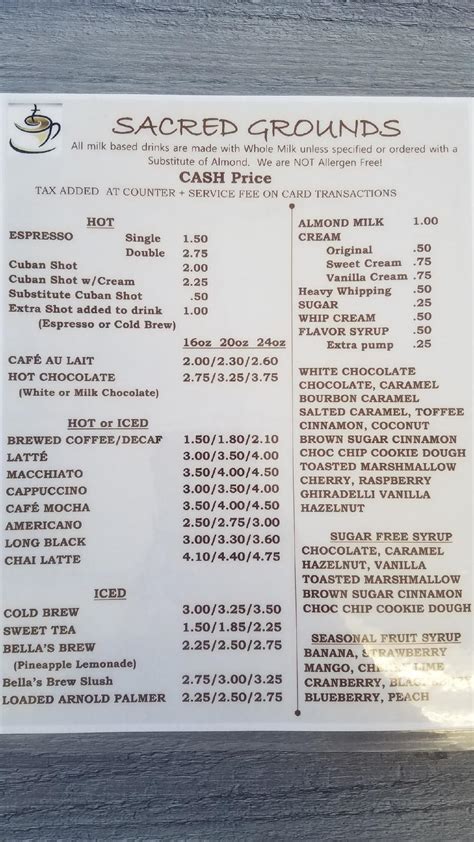 SACRED GROUNDS
All milk based drinks are made with Whole Milk unless specified or ordered with a
Substitute of Almond. We are NOT Allergen Free!
CASH Price
TAX ADDED AT COUNTER + SERVICE FEE ON CARD TRANSACTIONS
HOT
ESPRESSO Single 1.50
Double 2.75
Cuban Shot 2.00
Cuban Shot w/Cream 2.25
Substitute Cuban Shot .50
Extra Shot added to drink 1.00
(Espresso or Cold Brew)
16oz 20oz 24oz
CAFÉ AU LAIT 2.00/2.30/2.60
HOT CHOCOLATE 2.75/3.25/3.75
(White or Milk Chocolate)
HOT or ICED
BREWED COFFEE/DECAF 1.50/1.80/2.10
LATTÉ 3.00/3.50/4.00
MACCHIATO 3.50/4.00/4.50
CAPPUCCINO 3.00/3.50/4.00
CAFÉ MOCHA 3.50/4.00/4.50
AMERICANO 2.50/2.75/3.00
LONG BLACK 3.00/3.30/3.60
CHAI LATTE 4.10/4.40/4.75
ICED
COLD BREW 3.00/3.25/3.50
SWEET TEA 1.50/1.85/2.25
BELLA'S BREW 2.25/2.50/2.75
(Pineapple Lemonade)
Bella's Brew Slush 2.75/3.00/3.25
LOADED ARNOLD PALMER 2.25/2.50/2.75
ALMOND MILK 1.00
CREAM
Original .50
Sweet Cream .75
Vanilla Cream .75
Heavy Whipping .50
SUGAR .25
WHIP CREAM .50
FLAVOR SYRUP .50
Extra pump .25
WHITE CHOCOLATE
CHOCOLATE, CARAMEL
BOURBON CARAMEL
SALTED CARAMEL, TOFFEE
CINNAMON, COCONUT
BROWN SUGAR CINNAMON
CHOC CHIP COOKIE DOUGH
TOASTED MARSHMALLOW
CHERRY, RASPBERRY
GHIRADELLI VANILLA
HAZELNUT
SUGAR FREE SYRUP
CHOCOLATE, CARAMEL
HAZELNUT, VANILLA
TOASTED MARSHMALLOW
BROWN SUGAR CINNAMON
CHOC CHIP COOKIE DOUGH
SEASONAL FRUIT SYRUP
BANANA, STRAWBERRY
MANGO, LIME
CRANBERRY,
BLUEBERRY, PEACH